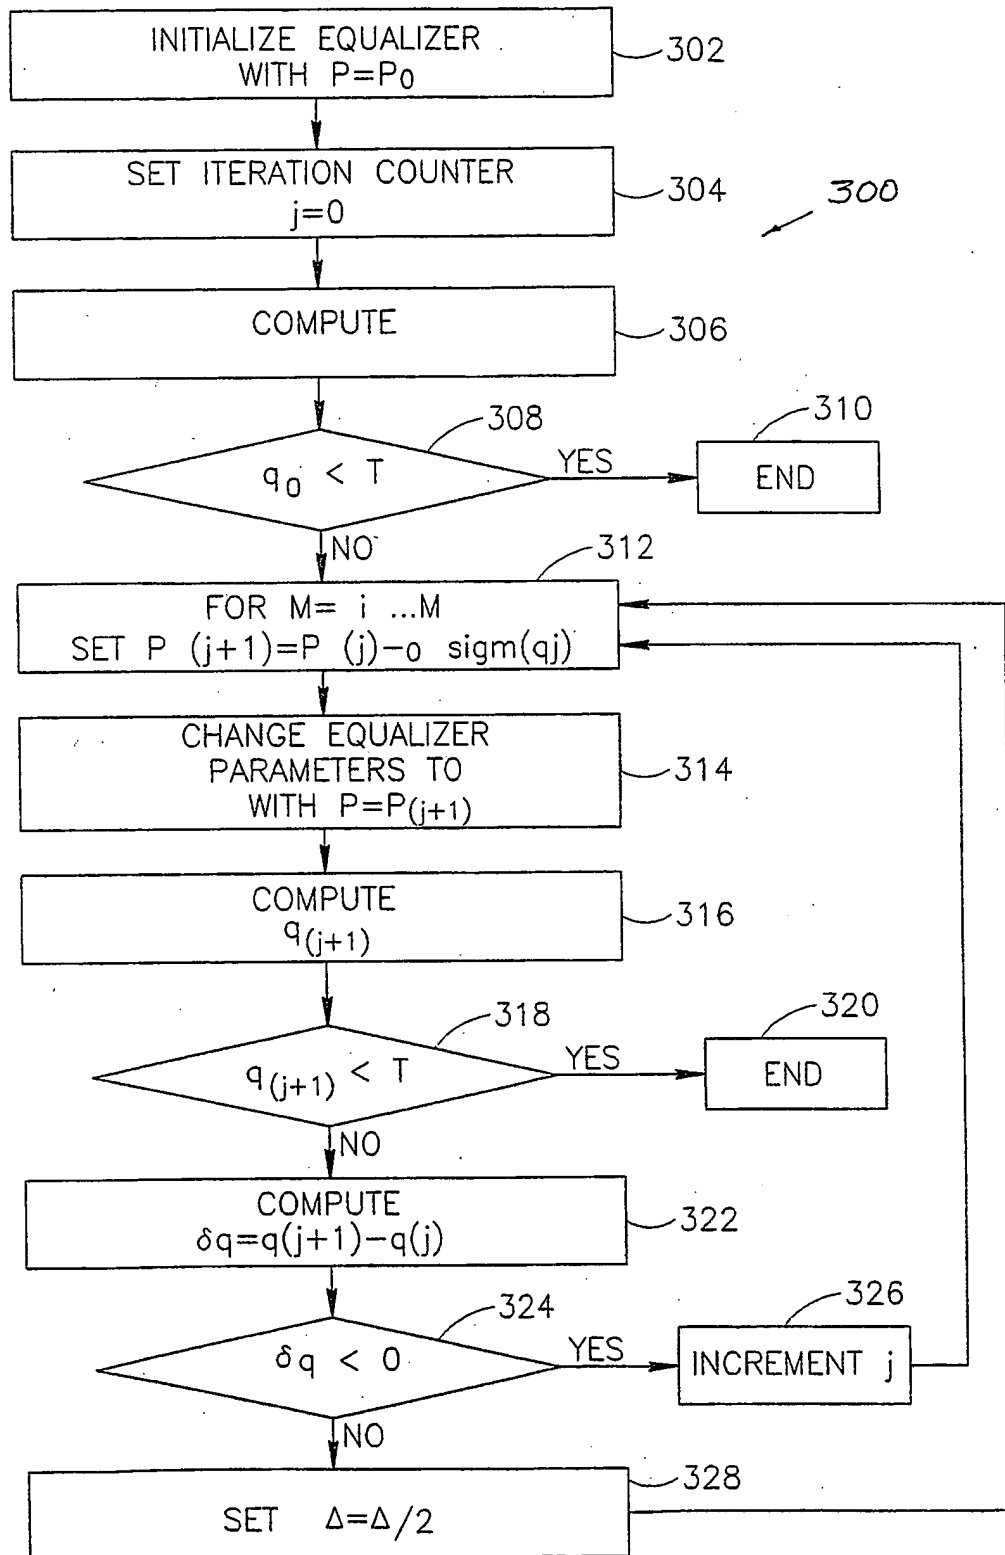 INITIALIZE EQUALIZER
WITH P=P0
302
SET ITERATION COUNTER
j=0
304
300
COMPUTE
306
308
q0 < T
YES
310
END
NO
312
FOR M= i ...M
SET P (j+1)=P (j)-o sigm(qj)
CHANGE EQUALIZER
PARAMETERS TO
WITH P=P(j+1)
314
COMPUTE
q(j+1)
316
318
q(j+1) < T
YES
320
END
NO
COMPUTE
δq=q(j+1)-q(j)
322
324
δq < 0
YES
326
INCREMENT j
NO
328
SET Δ=Δ/2